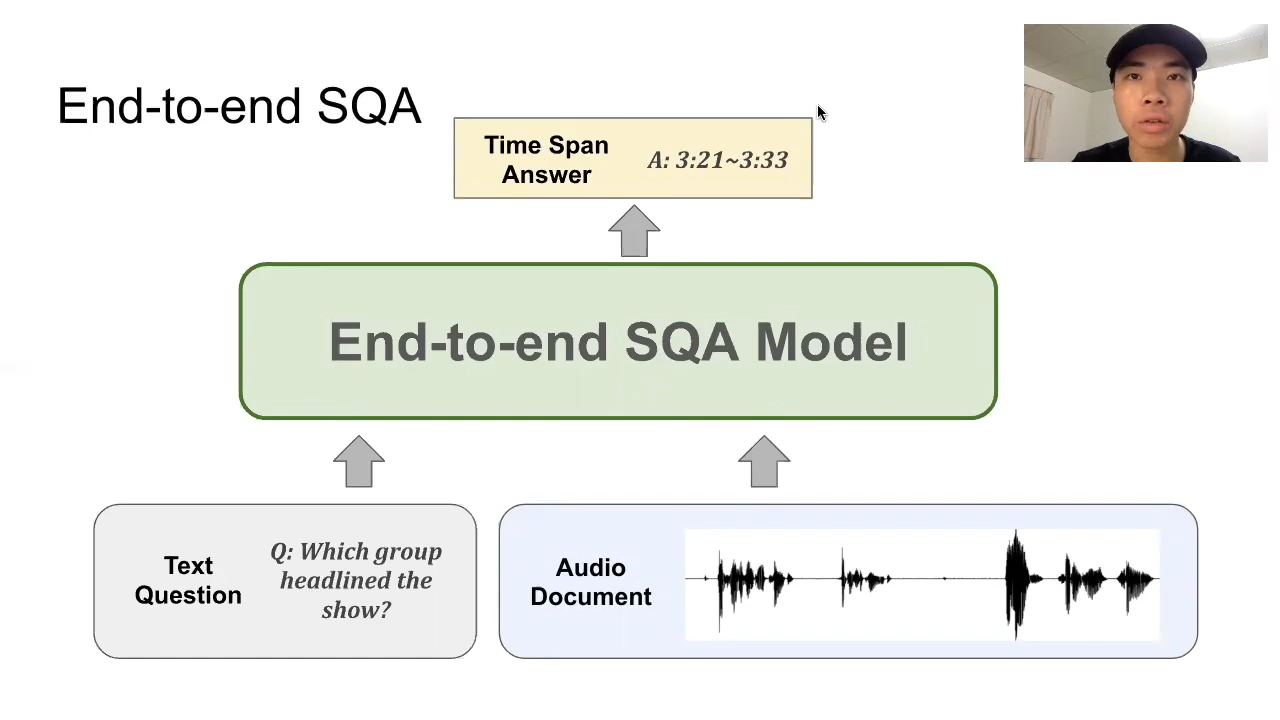 End-to-end SQA
Time Span
Answer
A: 3:21~3:33
End-to-end SQA Model
Text
Question
Q: Which group
headlined the
show?
Audio
Document